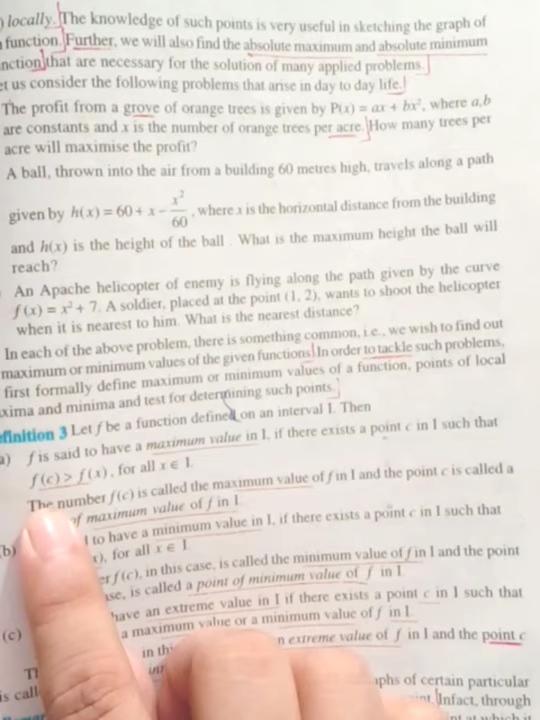 locally. The knowledge of such points is very useful in sketching the graph of
function. Further, we will also find the absolute maximum and absolute minimum
that are necessary for the solution of many applied problems.
us consider the following problems that arise in day to day life.
The profit from a grove of orange trees is given by P(x) = ax + bx², where a,b
are constants and x is the number of orange trees per acre. How many trees per
acre will maximise the profit?
A ball, thrown into the air from a building 60 metres high, travels along a path
given by h(x) = 60 + x - x²/60, where x is the horizontal distance from the building
and h(x) is the height of the ball . What is the maximum height the ball will
reach?
An Apache helicopter of enemy is flying along the path given by the curve
f(x) = x² + 7. A soldier, placed at the point (1, 2), wants to shoot the helicopter
when it is nearest to him. What is the nearest distance?
In each of the above problem, there is something common, i.e., we wish to find out
maximum or minimum values of the given functions. In order to tackle such problems,
first formally define maximum or minimum values of a function, points of local
and minima and test for determining such points.
3 Let f be a function defined on an interval I. Then
f is said to have a maximum value in I, if there exists a point c in I such that
f(c) > f(x), for all x ∈ I.
The number f(c) is called the maximum value of f in I and the point c is called a
maximum value of f in I.
(b) to have a minimum value in I, if there exists a point c in I such that
for all x ∈ I.
f(c), in this case, is called the minimum value of f in I and the point
is called a point of minimum value of f in I.
(c) have an extreme value in I if there exists a point c in I such that
a maximum value or a minimum value of f in I.
in extreme value of f in I and the point c
of certain particular
is Infact, through
at which it